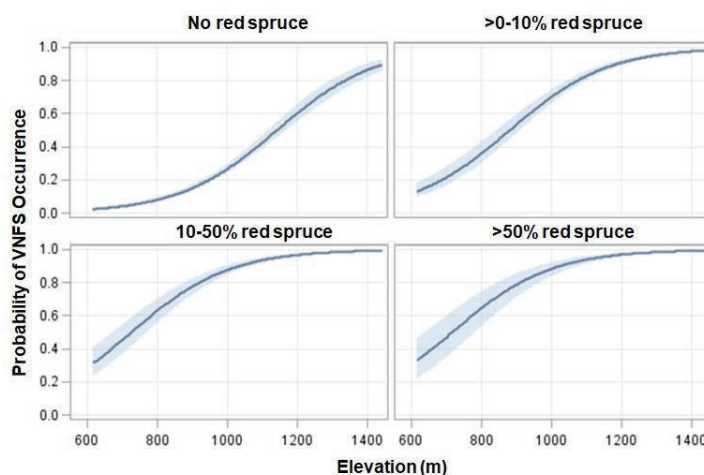 No red spruce
>0-10% red spruce
1.0
0.8
0.6
0.4
0.2
0.0
10-50% red spruce
>50% red spruce
1.0
0.8
0.6
0.4
0.2
0.0
600 800 1000 1200 1400
600 800 1000 1200 1400
Probability of VNFS Occurrence
Elevation (m)